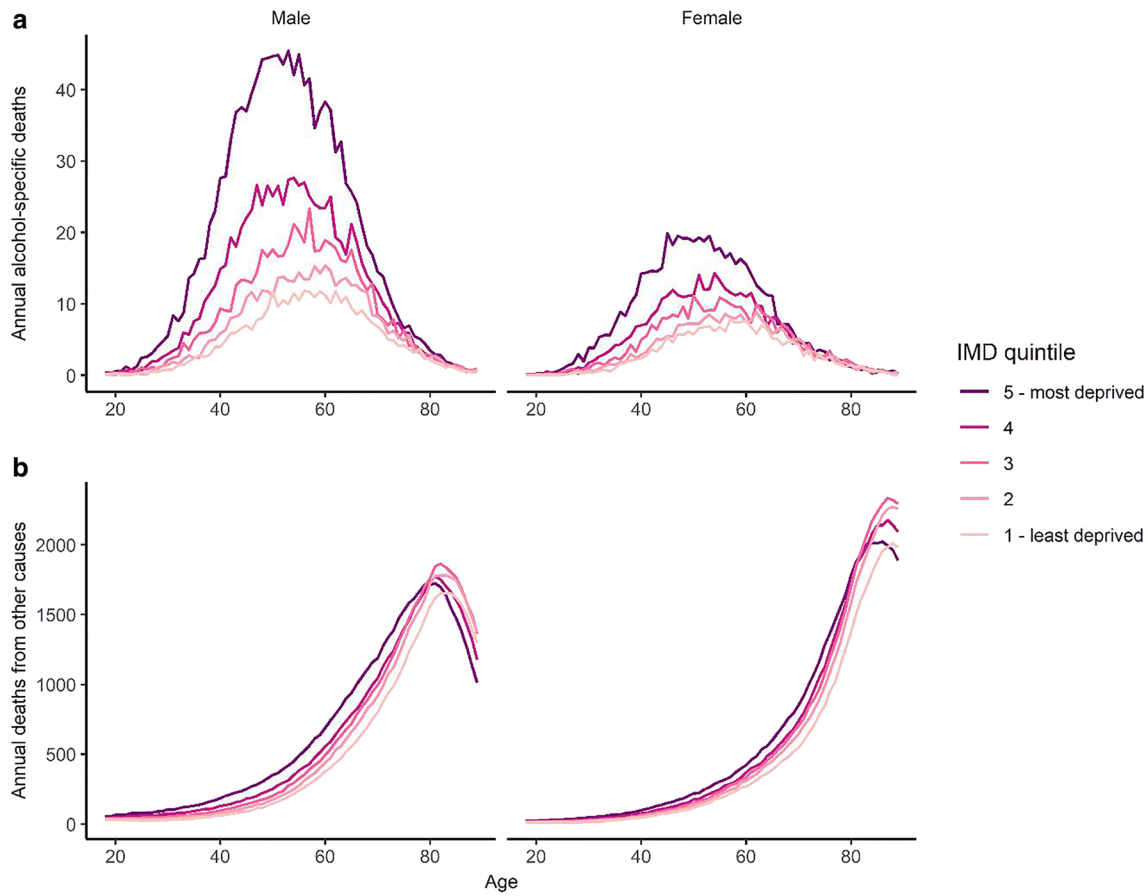 a
Male
Female
Annual alcohol-specific deaths
40
30
20
10
0
20
40
60
80
20
40
60
80
b
Annual deaths from other causes
2000
1500
1000
500
0
20
40
60
80
20
40
60
80
Age
IMD quintile
5 - most deprived
4
3
2
1 - least deprived